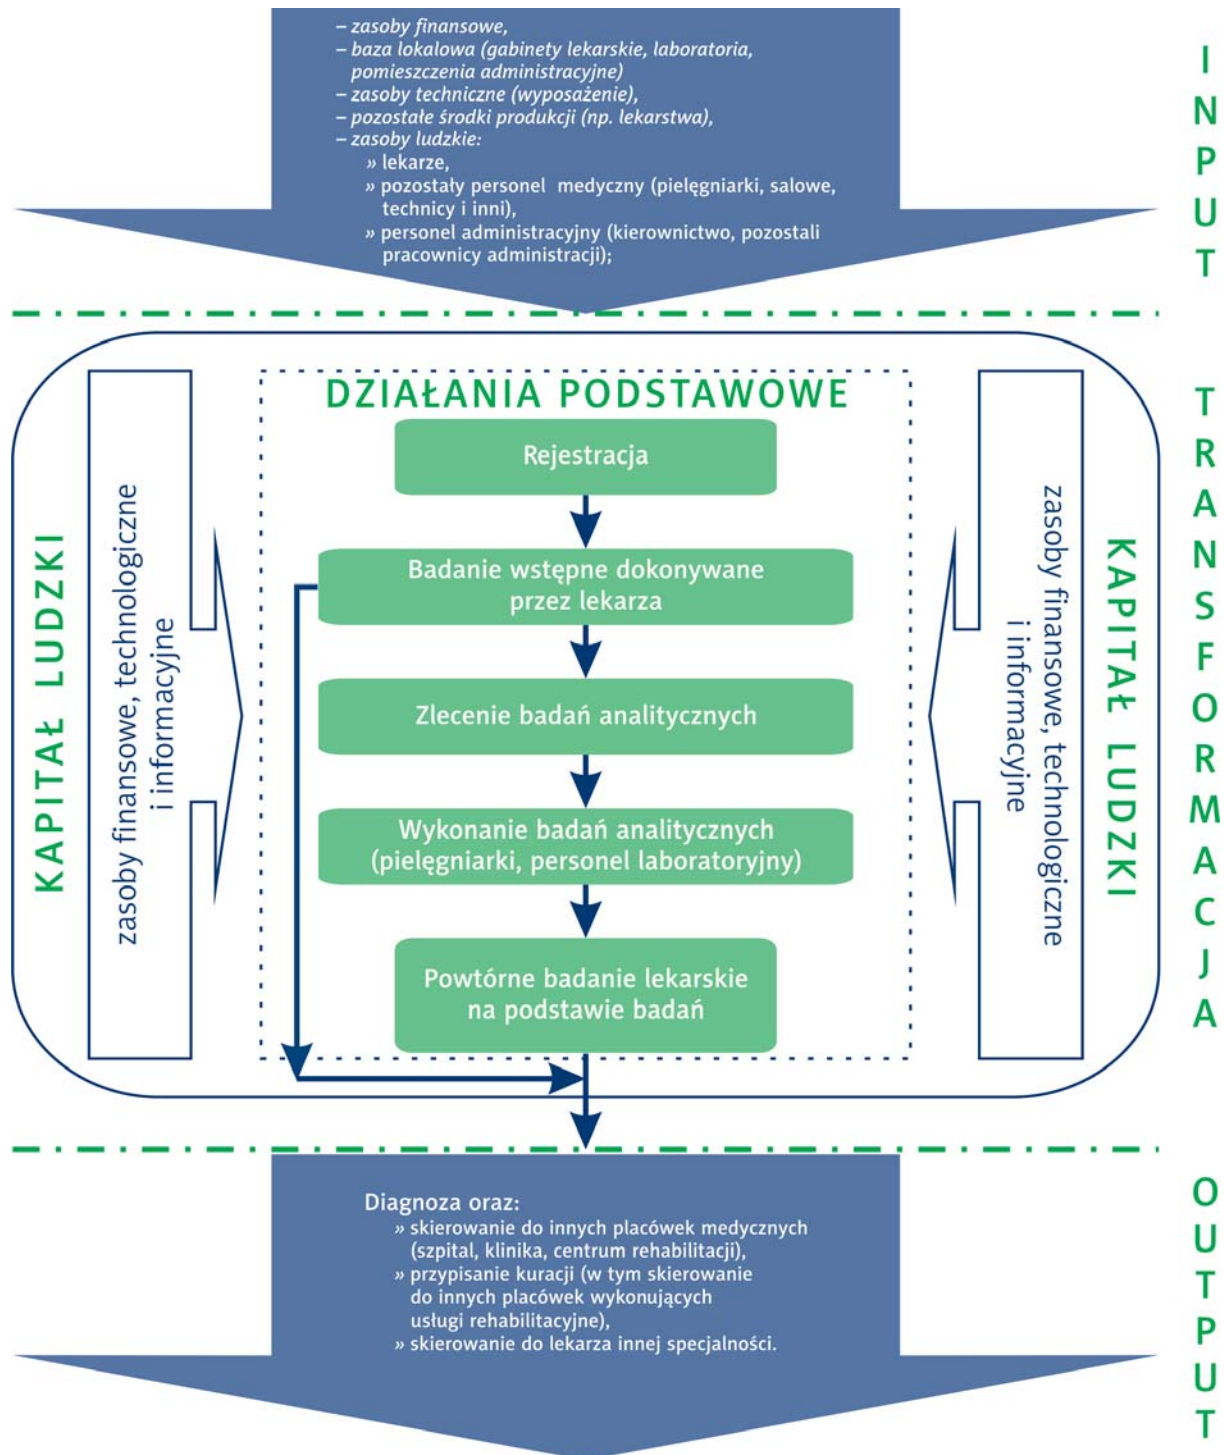 – zasoby finansowe,
– baza lokalowa (gabinety lekarskie, laboratoria,
pomieszczenia administracyjne)
– zasoby techniczne (wyposażenie),
– pozostałe środki produkcji (np. lekarstwa),
– zasoby ludzkie:
» lekarze,
» pozostały personel medyczny (pielęgniarki, salowe,
technicy i inni),
» personel administracyjny (kierownictwo, pozostali
pracownicy administracji);
INPUT
DZIAŁANIA PODSTAWOWE
Rejestracja
Badanie wstępne dokonywane
przez lekarza
Zlecenie badań analitycznych
Wykonanie badań analitycznych
(pielęgniarki, personel laboratoryjny)
Powtórne badanie lekarskie
na podstawie badań
KAPITAŁ LUDZKI
zasoby finansowe, technologiczne
i informacyjne
zasoby finansowe, technologiczne
i informacyjne
KAPITAŁ LUDZKI
TRANSFORMACJA
Diagnoza oraz:
» skierowanie do innych placówek medycznych
(szpital, klinika, centrum rehabilitacji),
» przypisanie kuracji (w tym skierowanie
do innych placówek wykonujących
usługi rehabilitacyjne),
» skierowanie do lekarza innej specjalności.
OUTPUT